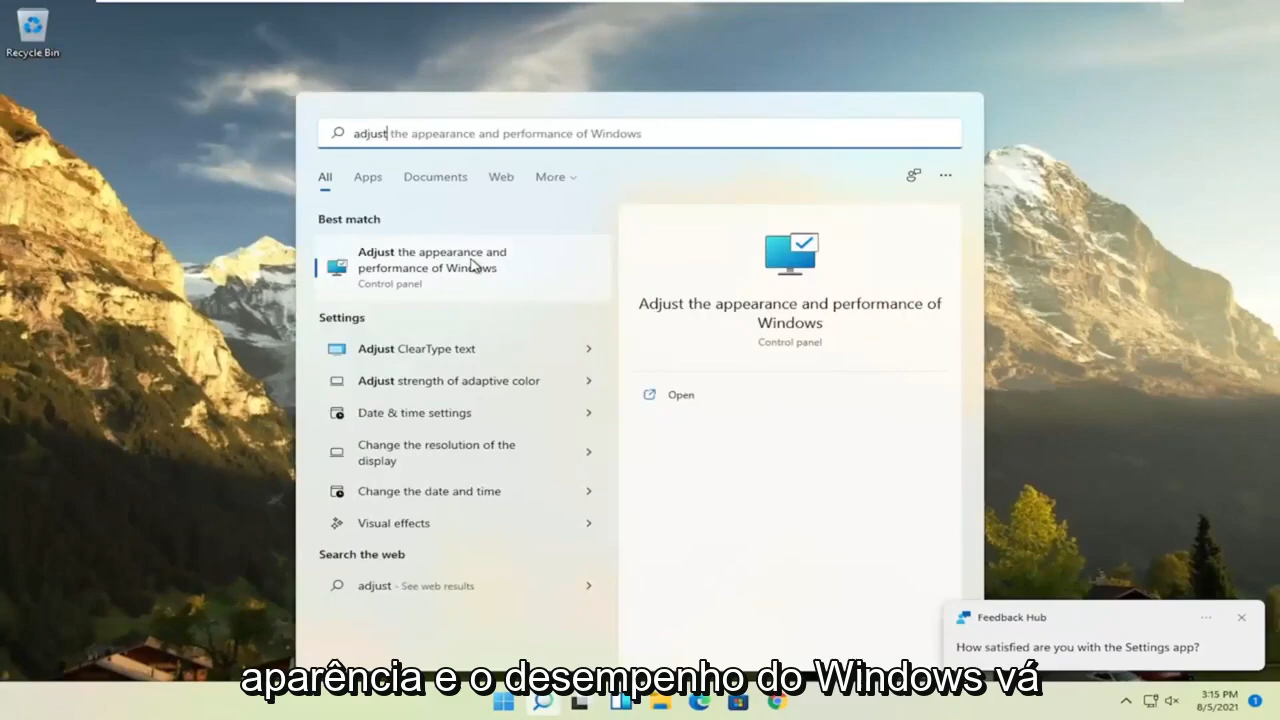 Recycle Bin
adjust the appearance and performance of Windows
All Apps Documents Web More
Best match
Adjust the appearance and
performance of Windows
Control panel
Settings
Adjust ClearType text
Adjust strength of adaptive color
Date & time settings
Change the resolution of the
display
Change the date and time
Visual effects
Search the web
adjust - See web results
Adjust the appearance and performance of
Windows
Control panel
Open
Feedback Hub
How satisfied are you with the Settings app?
aparência e o desempenho do Windows vá
3:15 PM
8/5/2021
1